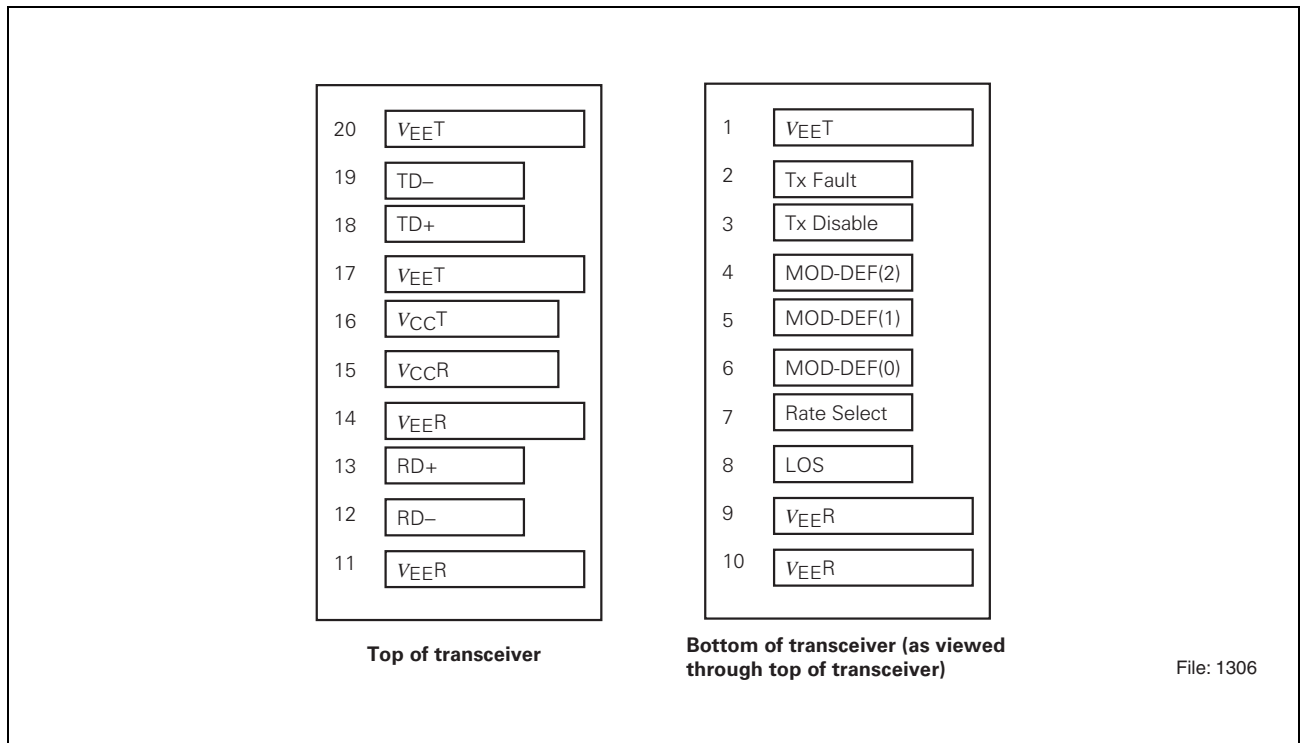 20 VEET
19 TD–
18 TD+
17 VEET
16 VCCT
15 VCCR
14 VEER
13 RD+
12 RD–
11 VEER
Top of transceiver
1 VEET
2 Tx Fault
3 Tx Disable
4 MOD-DEF(2)
5 MOD-DEF(1)
6 MOD-DEF(0)
7 Rate Select
8 LOS
9 VEER
10 VEER
Bottom of transceiver (as viewed
through top of transceiver)
File: 1306